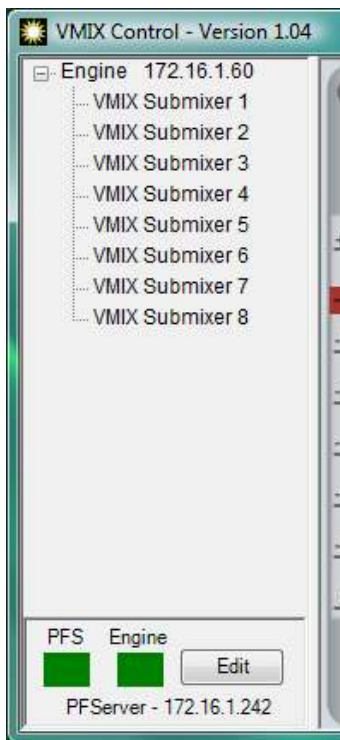 VMIX Control - Version 1.04
Engine 172.16.1.60
VMIX Submixer 1
VMIX Submixer 2
VMIX Submixer 3
VMIX Submixer 4
VMIX Submixer 5
VMIX Submixer 6
VMIX Submixer 7
VMIX Submixer 8
PFS Engine
Edit
PFServer - 172.16.1.242